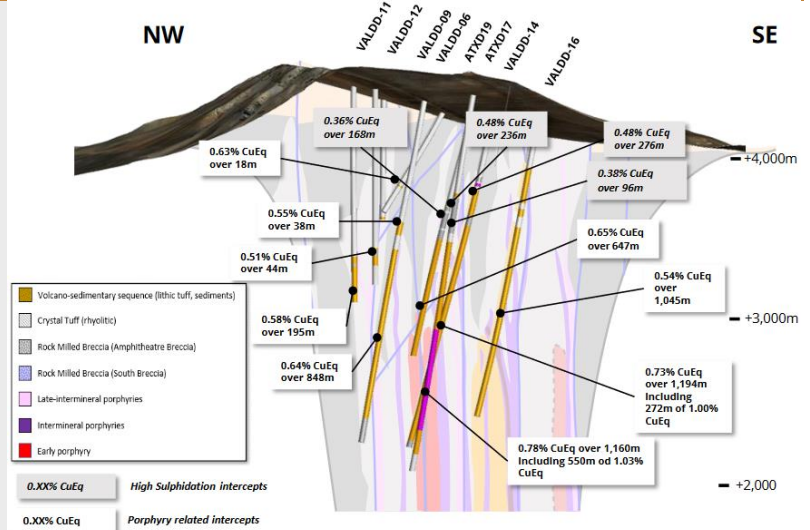 NW
SE
VALDD-11
VALDD-12
VALDD-09
VALDD-06
ATXD19
ATXD17
VALDD-14
VALDD-16
0.36% CuEq
over 168m
0.48% CuEq
over 236m
0.48% CuEq
over 276m
0.63% CuEq
over 18m
+4,000m
0.38% CuEq
over 96m
0.55% CuEq
over 38m
0.65% CuEq
over 647m
0.51% CuEq
over 44m
0.54% CuEq
over
1,045m
0.58% CuEq
over 195m
+3,000m
0.64% CuEq
over 848m
0.73% CuEq
over 1,194m
Including
272m of 1.00%
CuEq
0.78% CuEq over 1,160m
Including 550m od 1.03%
CuEq
+2,000
Volcano-sedimentary sequence (lithic tuff, sediments)
Crystal Tuff (rhyolitic)
Rock Milled Breccia (Amphitheatre Breccia)
Rock Milled Breccia (South Breccia)
Late-intermineral porphyries
Intermineral porphyries
Early porphyry
0.XX% CuEq High Sulphidation intercepts
0.XX% CuEq Porphyry related intercepts